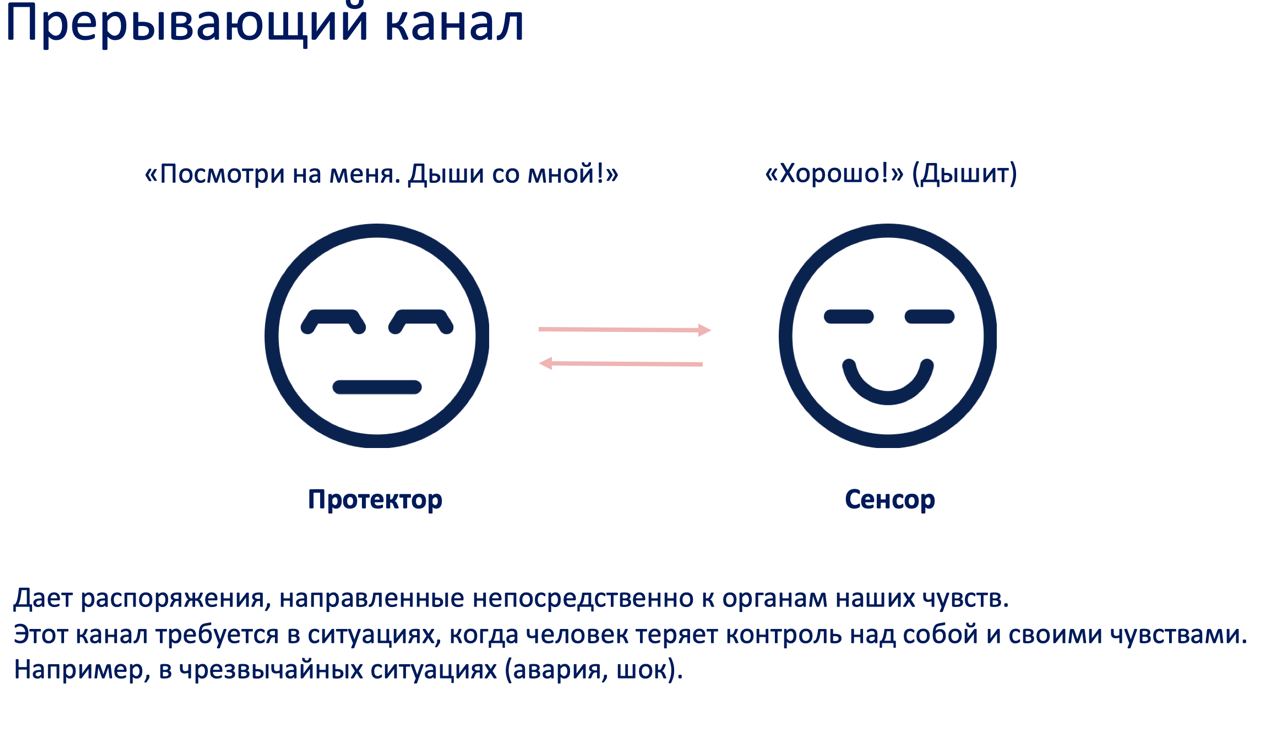 Прерывающий канал
«Посмотри на меня. Дыши со мной!»
«Хорошо!» (Дышит)
Протектор
Сенсор
Дает распоряжения, направленные непосредственно к органам наших чувств.
Этот канал требуется в ситуациях, когда человек теряет контроль над собой и своими чувствами.
Например, в чрезвычайных ситуациях (авария, шок).